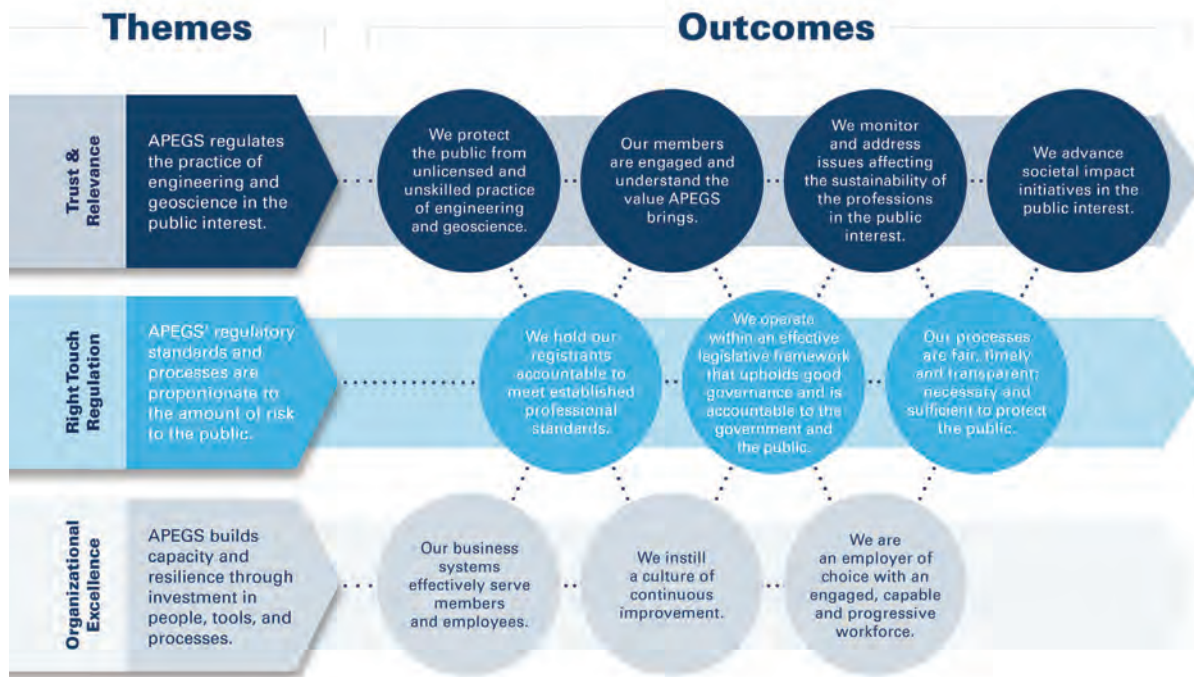 Themes
Outcomes
Trust &
Relevance
APEGS regulates
the practice of
engineering and
geoscience in the
public interest.
We protect
the public from
unlicensed and
unskilled practice
of engineering
and geoscience.
Our members
are engaged and
understand the
value APEGS
brings.
We monitor
and address
issues affecting
the sustainability of
the professions
in the public
interest.
We advance
societal impact
initiatives in the
public interest.
Right Touch
Regulation
APEGS' regulatory
standards and
processes are
proportionate to
the amount of risk
to the public.
We hold our
registrants
accountable to
meet established
professional
standards.
We operate
within an effective
legislative framework
that upholds good
governance and is
accountable to the
government and
the public.
Our processes
are fair, timely
and transparent;
necessary and
sufficient to protect
the public.
Organizational
Excellence
APEGS builds
capacity and
resilience through
investment in
people, tools, and
processes.
Our business
systems
effectively serve
members
and employees.
We instill
a culture of
continuous
improvement.
We are
an employer of
choice with an
engaged, capable
and progressive
workforce.